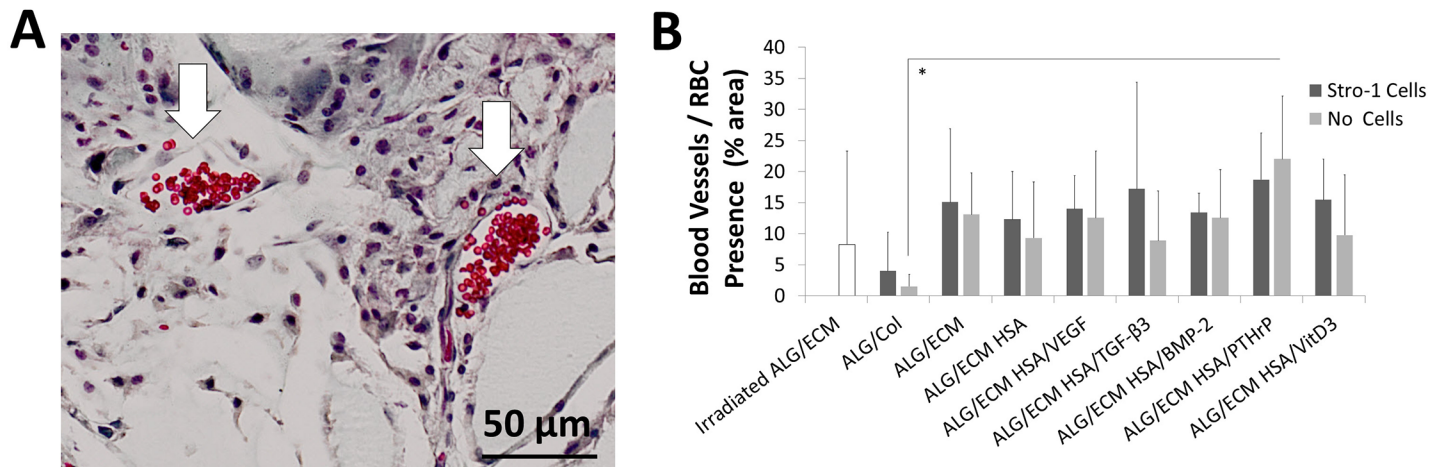 A
50 µm
B
Blood Vessels / RBC
Presence (% area)
40
35
30
25
20
15
10
5
0
*
Stro-1 Cells
No Cells
Irradiated ALG/ECM
ALG/Col
ALG/ECM
ALG/ECM HSA
ALG/ECM HSA/VEGF
ALG/ECM HSA/TGF-β3
ALG/ECM HSA/BMP-2
ALG/ECM HSA/PTHrP
ALG/ECM HSA/VitD3